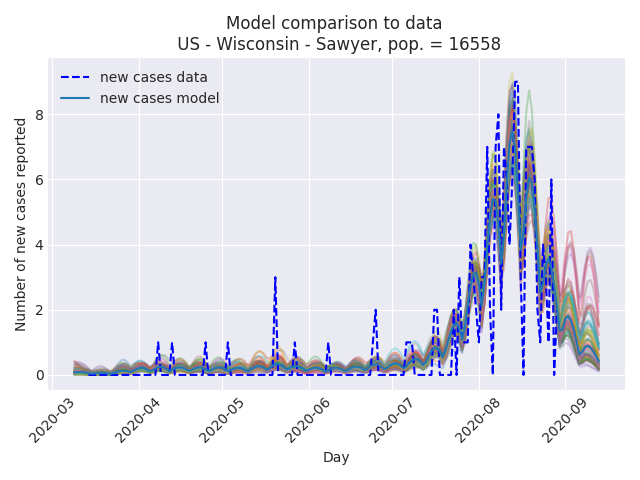 Model comparison to data
US - Wisconsin - Sawyer, pop. = 16558
new cases data
new cases model
Number of new cases reported
8
6
4
2
0
2020-03
2020-04
2020-05
2020-06
2020-07
2020-08
2020-09
Day